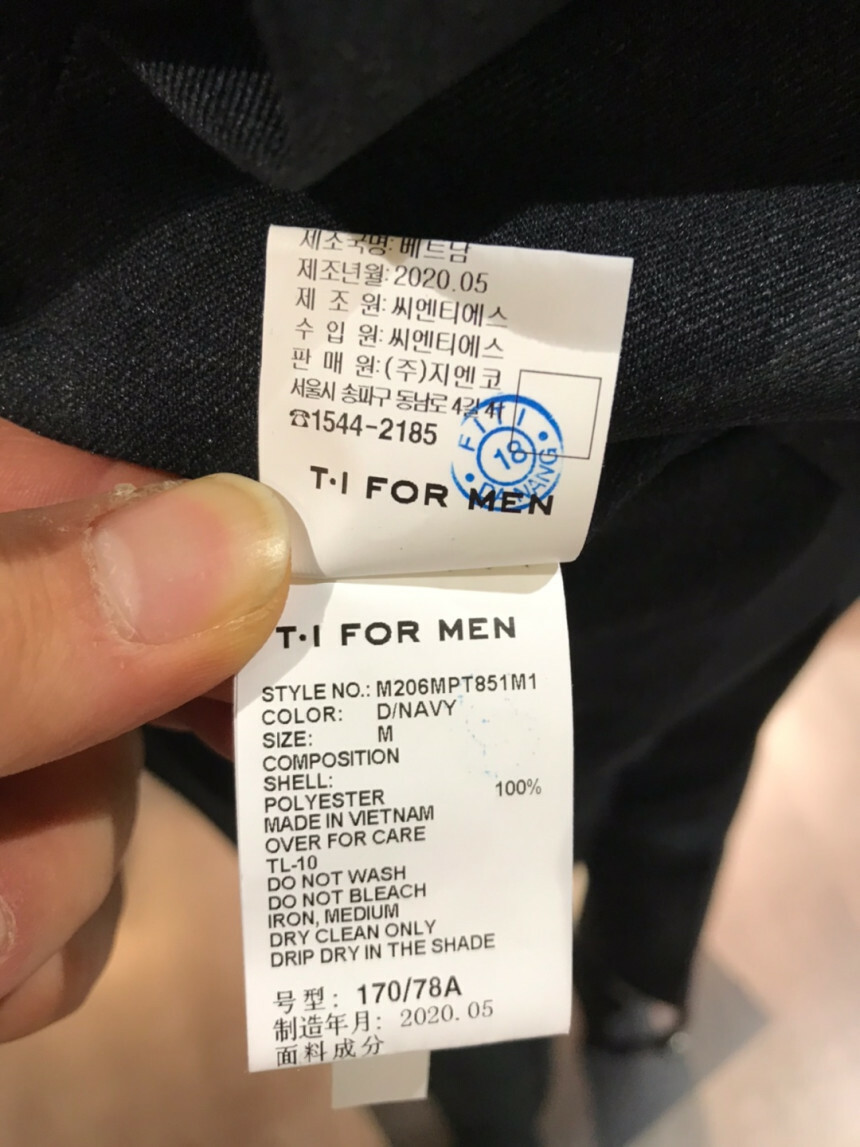 제조국명: 베트남
제조년월: 2020.05
제 조 원: 씨엔티에스
수 입 원: 씨엔티에스
판 매 원: (주)지엔코
서울시 송파구 동남로 4길 41
☎1544-2185
FTTI
18
DANANG
T·I FOR MEN
T·I FOR MEN
STYLE NO.: M206MPT851M1
COLOR: D/NAVY
SIZE: M
COMPOSITION
SHELL:
POLYESTER 100%
MADE IN VIETNAM
OVER FOR CARE
TL-10
DO NOT WASH
DO NOT BLEACH
IRON, MEDIUM
DRY CLEAN ONLY
DRIP DRY IN THE SHADE
号型: 170/78A
制造年月: 2020.05
面料成分